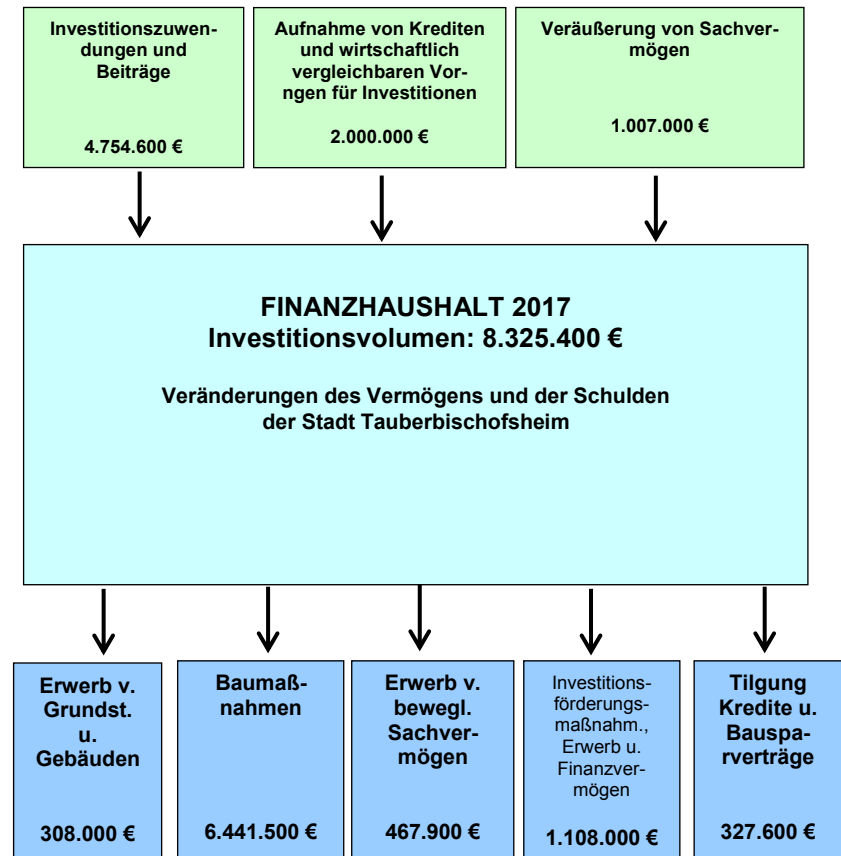 Investitionszuwen-
dungen und
Beiträge
4.754.600 €
Aufnahme von Krediten
und wirtschaftlich
vergleichbaren Vor-
ngen für Investitionen
2.000.000 €
Veräußerung von Sachver-
mögen
1.007.000 €
FINANZHAUSHALT 2017
Investitionsvolumen: 8.325.400 €
Veränderungen des Vermögens und der Schulden
der Stadt Tauberbischofsheim
Erwerb v.
Grundst.
u.
Gebäuden
308.000 €
Baumaß-
nahmen
6.441.500 €
Erwerb v.
bewegl.
Sachver-
mögen
467.900 €
Investitions-
förderungs-
maßnahm.,
Erwerb u.
Finanzver-
mögen
1.108.000 €
Tilgung
Kredite u.
Bauspa-
rverträge
327.600 €